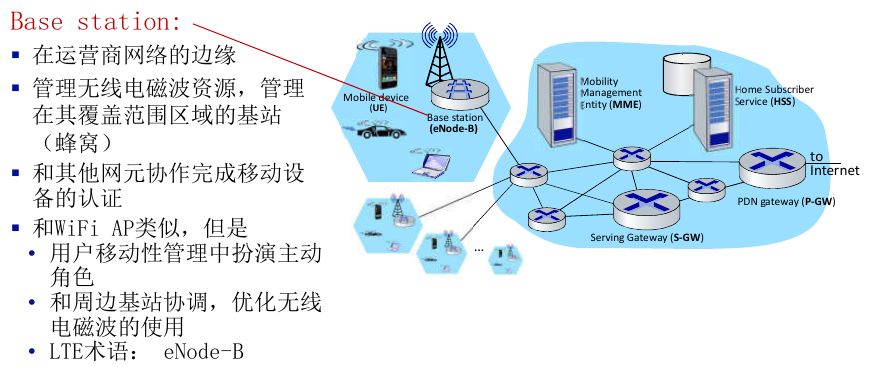 Base station:
▪ 在运营商网络的边缘
▪ 管理无线电磁波资源，管理
在其覆盖范围区域的基站
（蜂窝）
▪ 和其他网元协作完成移动设
备的认证
▪ 和WiFi AP类似，但是
• 用户移动性管理中扮演主动
角色
• 和周边基站协调，优化无线
电磁波的使用
• LTE术语： eNode-B
Mobile device
(UE)
Base station
(eNode-B)
Mobility
Management
Entity (MME)
Home Subscriber
Service (HSS)
to
Internet
PDN gateway (P-GW)
Serving Gateway (S-GW)
...